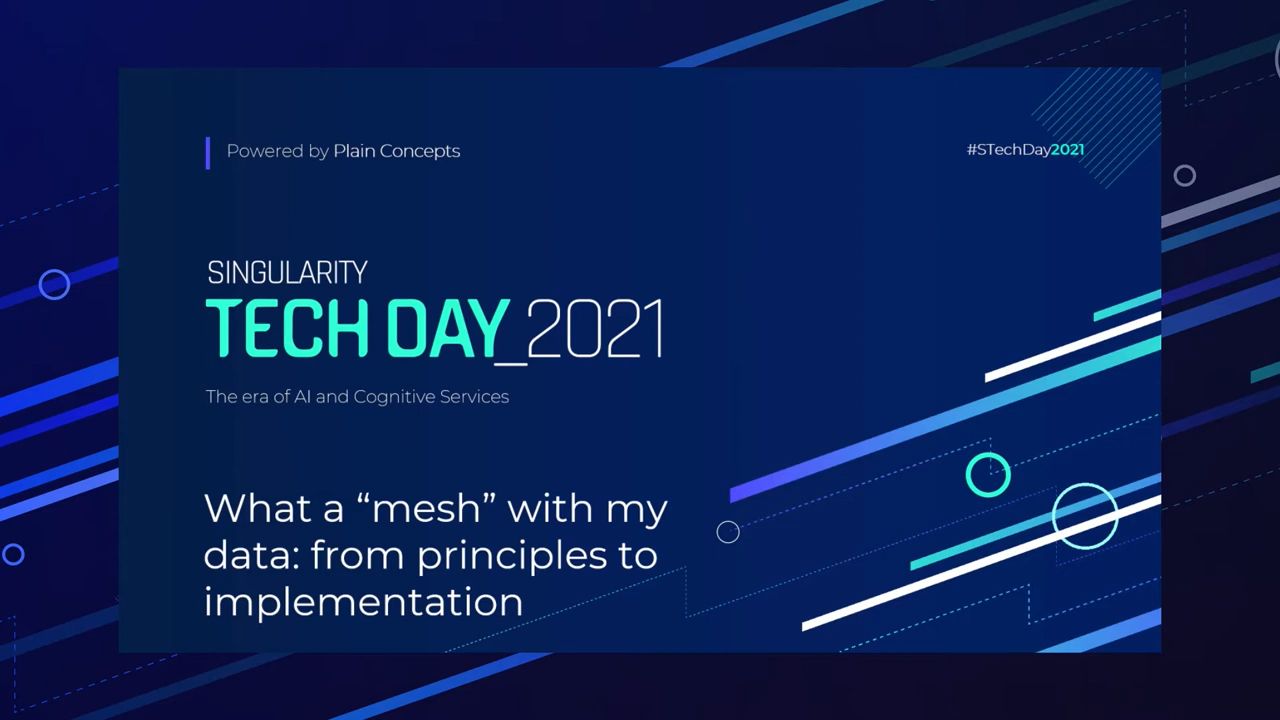 Powered by Plain Concepts
#STechDay2021
SINGULARITY
TECH DAY_2021
The era of AI and Cognitive Services
What a “mesh” with my
data: from principles to
implementation